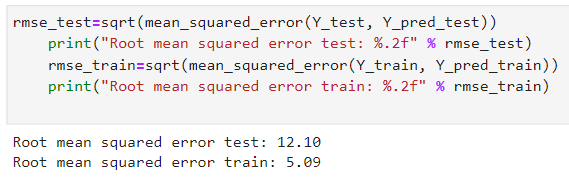 rmse_test=sqrt(mean_squared_error(Y_test, Y_pred_test))
    print("Root mean squared error test: %.2f" % rmse_test)
    rmse_train=sqrt(mean_squared_error(Y_train, Y_pred_train))
    print("Root mean squared error train: %.2f" % rmse_train)
Root mean squared error test: 12.10
Root mean squared error train: 5.09